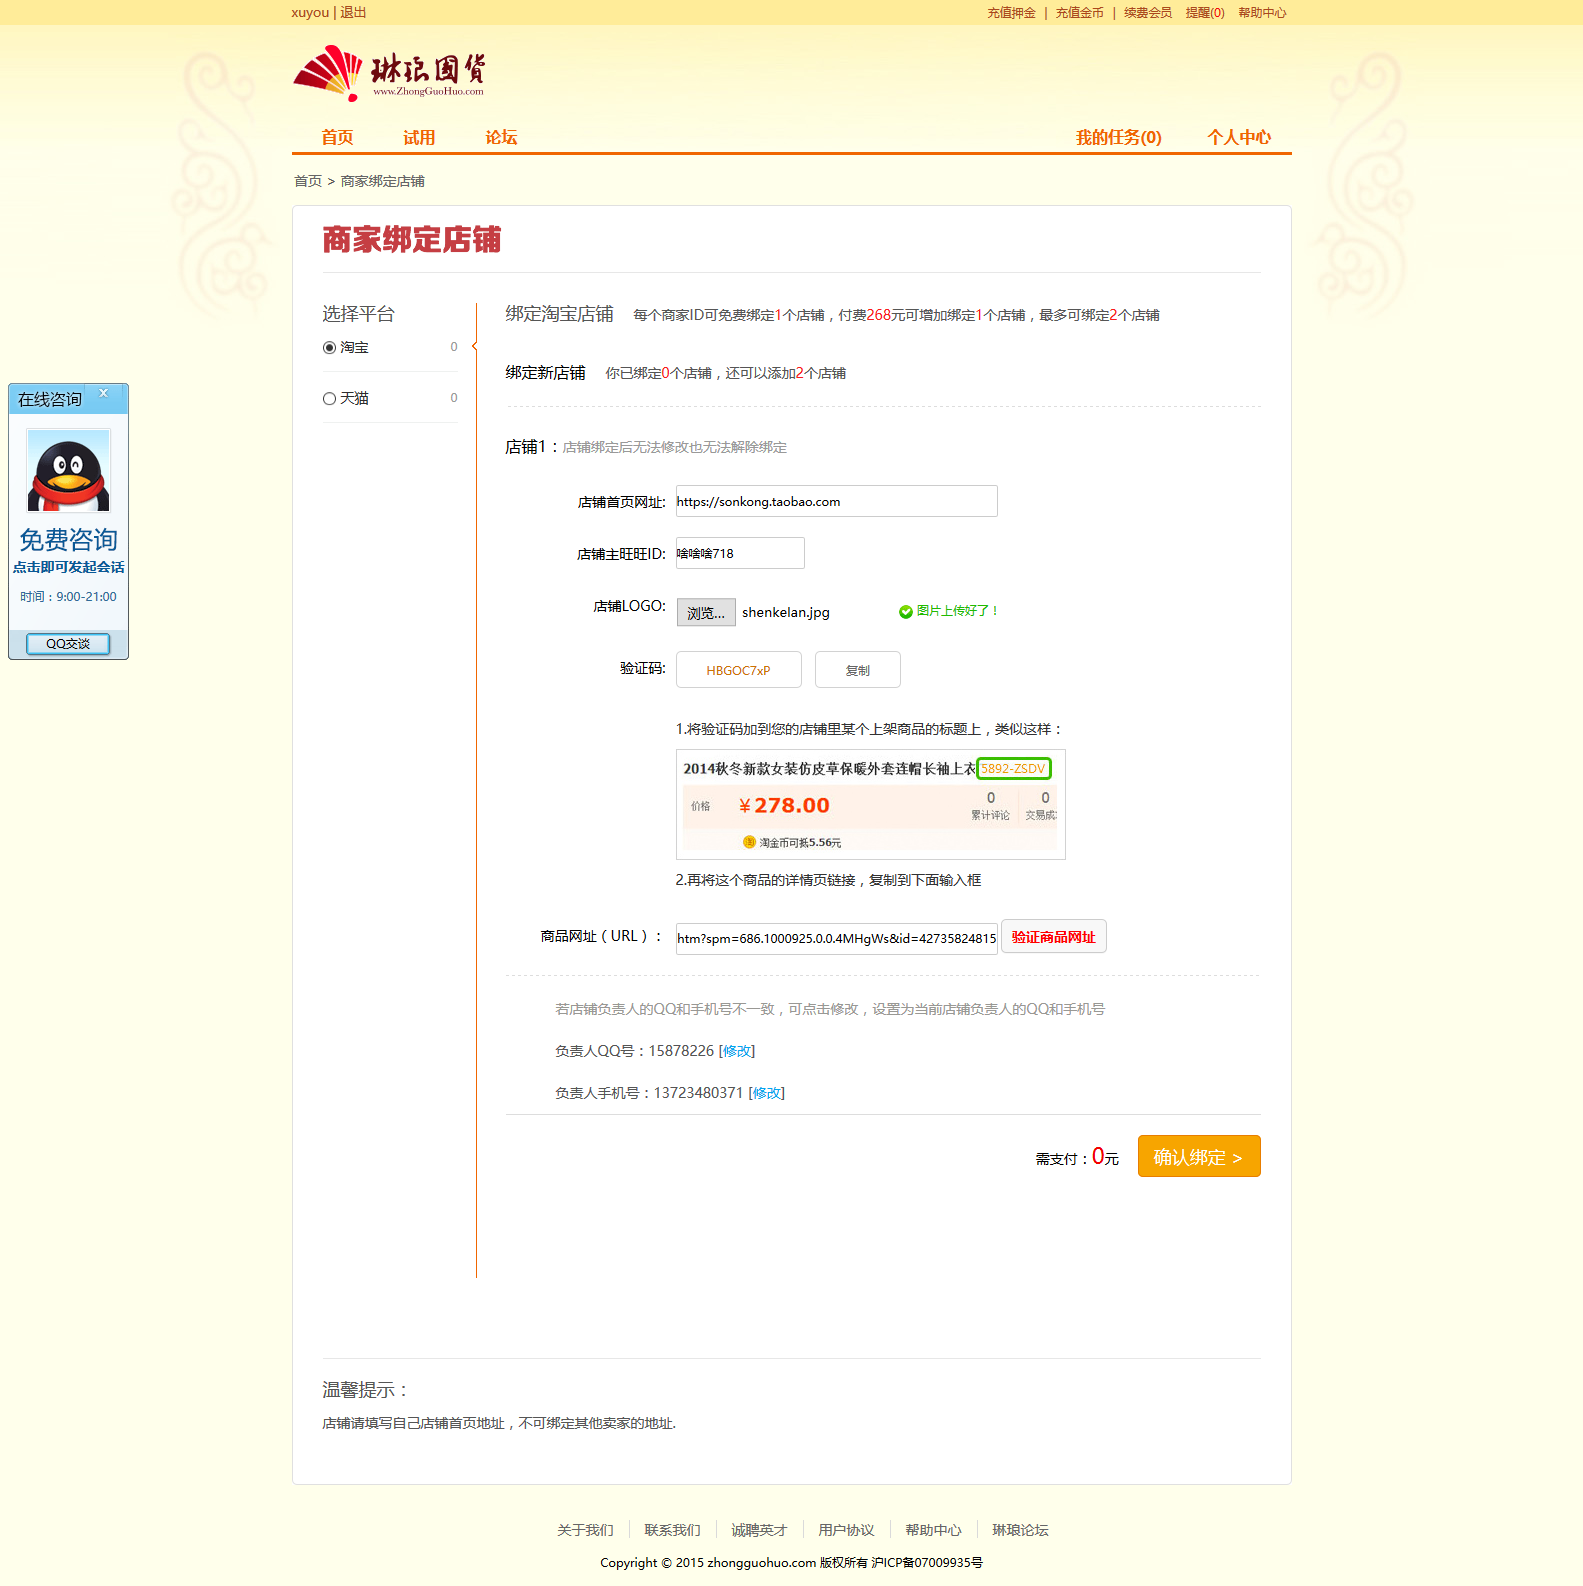 xuyou | 退出
充值押金 | 充值金币 | 续费会员 提醒(0) 帮助中心
琳琅国货
www.ZhongGuoHuo.com
首页 试用 论坛 我的任务(0) 个人中心
首页 > 商家绑定店铺
商家绑定店铺
选择平台
淘宝 0
天猫 0
绑定淘宝店铺 每个商家ID可免费绑定1个店铺，付费268元可增加绑定1个店铺，最多可绑定2个店铺
绑定新店铺 你已绑定0个店铺，还可以添加2个店铺
店铺1：店铺绑定后无法修改也无法解除绑定
店铺首页网址: https://sonkong.taobao.com
店铺主旺旺ID: 啥啥啥718
店铺LOGO: 浏览... shenkelan.jpg 图片上传好了！
验证码: HBGOC7xP 复制
1.将验证码加到您的店铺里某个上架商品的标题上，类似这样：
2014秋冬新款女装仿皮草保暖外套连帽长袖上衣 5892-ZSDV
价格 ¥278.00 0 累计评论 0 交易成
淘金币可抵5.56元
2.再将这个商品的详情页链接，复制到下面输入框
商品网址（URL）： htm?spm=686.1000925.0.0.4MHgWs&id=42735824815 验证商品网址
若店铺负责人的QQ和手机号不一致，可点击修改，设置为当前店铺负责人的QQ和手机号
负责人QQ号：15878226 [修改]
负责人手机号：13723480371 [修改]
需支付：0元 确认绑定 >
温馨提示：
店铺请填写自己店铺首页地址，不可绑定其他卖家的地址.
在线咨询 x
免费咨询
点击即可发起会话
时间：9:00-21:00
QQ交谈
关于我们 联系我们 诚聘英才 用户协议 帮助中心 琳琅论坛
Copyright © 2015 zhongguohuo.com 版权所有 沪ICP备07009935号